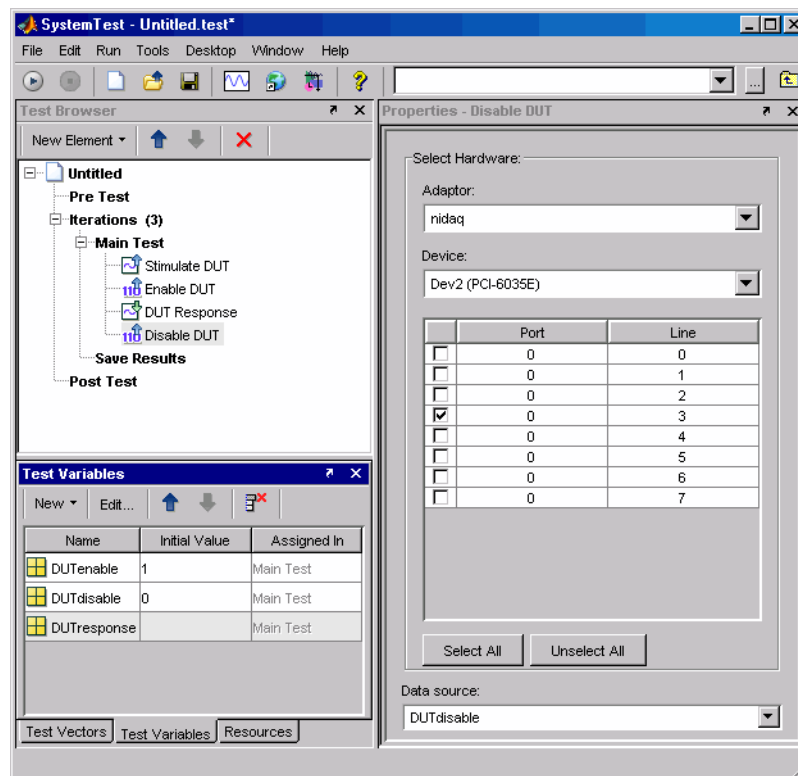 SystemTest - Untitled.test*
File Edit Run Tools Desktop Window Help
Test Browser
New Element
Untitled
Pre Test
Iterations (3)
Main Test
Stimulate DUT
Enable DUT
DUT Response
Disable DUT
Save Results
Post Test
Test Variables
New Edit...
Name Initial Value Assigned In
DUTenable 1 Main Test
DUTdisable 0 Main Test
DUTresponse Main Test
Test Vectors Test Variables Resources
...
Properties - Disable DUT
Select Hardware:
Adaptor:
nidaq
Device:
Dev2 (PCI-6035E)
Port Line
0 0
0 1
0 2
0 3
0 4
0 5
0 6
0 7
Select All Unselect All
Data source:
DUTdisable